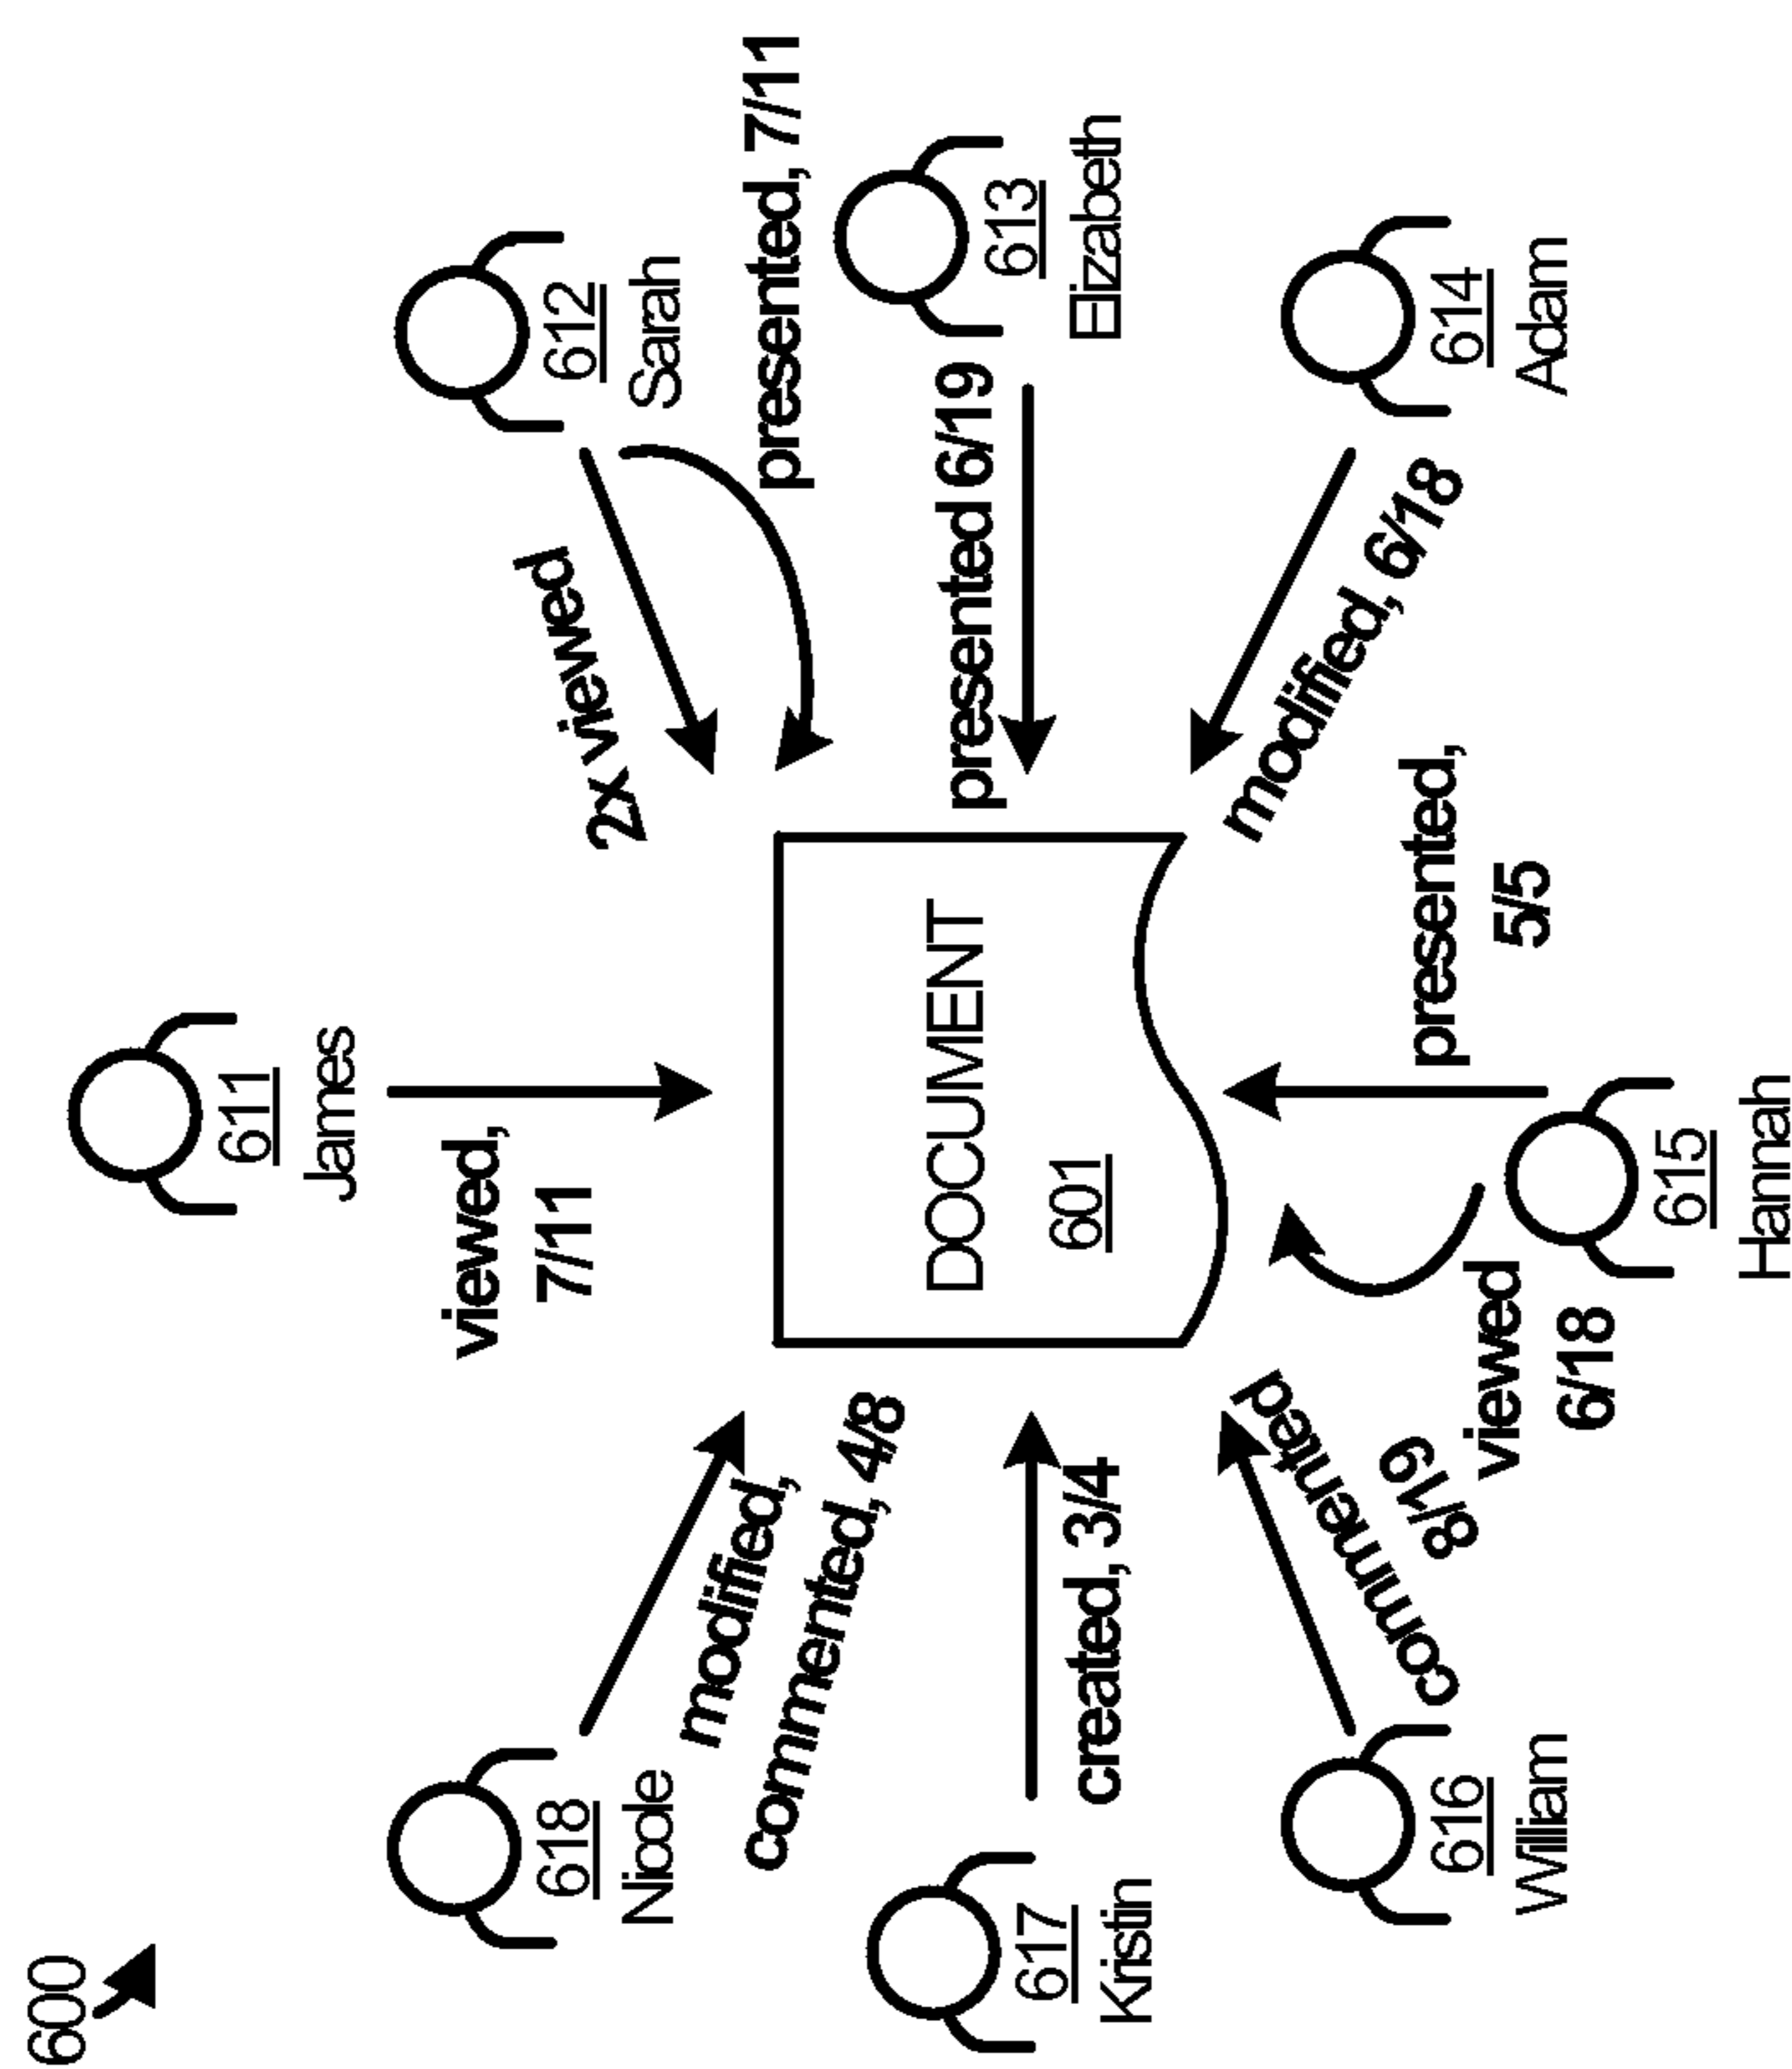 600
611
James
viewed,
7/11
618
Nicole
612
Sarah
2x viewed
modified,
commented, 4/8
presented, 7/11
DOCUMENT
601
617
Kristin
created, 3/4
presented 6/19
613
Elizabeth
616
William
commented
8/19
modified, 6/18
614
Adam
viewed
6/18
presented,
5/5
615
Hannah